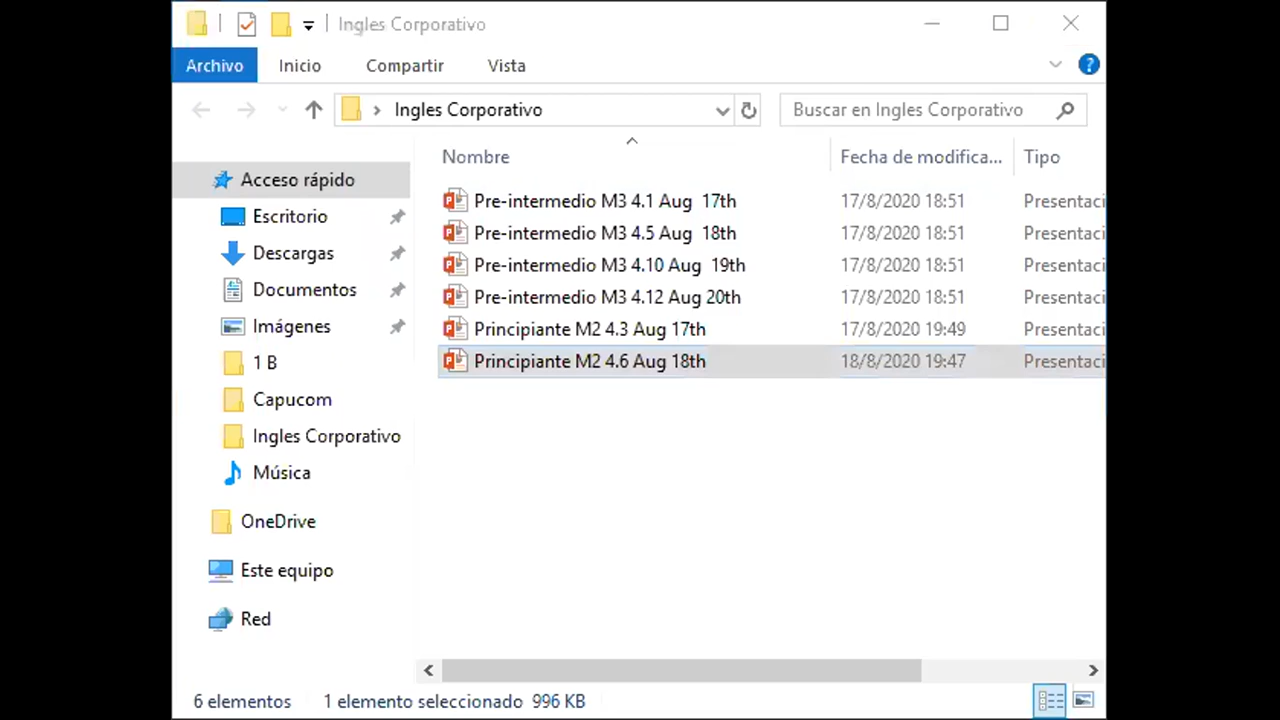 Ingles Corporativo
Archivo Inicio Compartir Vista
Ingles Corporativo Buscar en Ingles Corporativo
Nombre Fecha de modifica... Tipo
Acceso rápido
Escritorio
Descargas
Documentos
Imágenes
1 B
Capucom
Ingles Corporativo
Música
OneDrive
Este equipo
Red
Pre-intermedio M3 4.1 Aug 17th 17/8/2020 18:51 Presentaci
Pre-intermedio M3 4.5 Aug 18th 17/8/2020 18:51 Presentaci
Pre-intermedio M3 4.10 Aug 19th 17/8/2020 18:51 Presentaci
Pre-intermedio M3 4.12 Aug 20th 17/8/2020 18:51 Presentaci
Principiante M2 4.3 Aug 17th 17/8/2020 19:49 Presentaci
Principiante M2 4.6 Aug 18th 18/8/2020 19:47 Presentaci
6 elementos 1 elemento seleccionado 996 KB